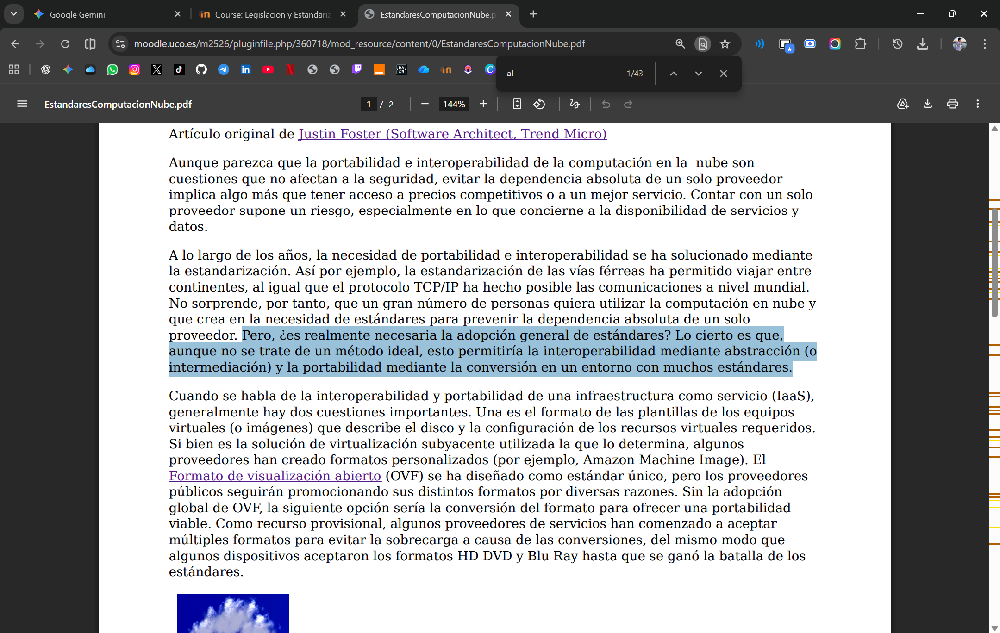 Google Gemini
Course: Legislacion y Estandariz
EstandaresComputacionNube.p
moodle.uco.es/m2526/pluginfile.php/360718/mod_resource/content/0/EstandaresComputacionNube.pdf
al
1/43
EstandaresComputacionNube.pdf
1 / 2
144%
Artículo original de Justin Foster (Software Architect, Trend Micro)
Aunque parezca que la portabilidad e interoperabilidad de la computación en la  nube son
cuestiones que no afectan a la seguridad, evitar la dependencia absoluta de un solo proveedor
implica algo más que tener acceso a precios competitivos o a un mejor servicio. Contar con un solo
proveedor supone un riesgo, especialmente en lo que concierne a la disponibilidad de servicios y
datos.
A lo largo de los años, la necesidad de portabilidad e interoperabilidad se ha solucionado mediante
la estandarización. Así por ejemplo, la estandarización de las vías férreas ha permitido viajar entre
continentes, al igual que el protocolo TCP/IP ha hecho posible las comunicaciones a nivel mundial.
No sorprende, por tanto, que un gran número de personas quiera utilizar la computación en nube y
que crea en la necesidad de estándares para prevenir la dependencia absoluta de un solo
proveedor. Pero, ¿es realmente necesaria la adopción general de estándares? Lo cierto es que,
aunque no se trate de un método ideal, esto permitiría la interoperabilidad mediante abstracción (o
intermediación) y la portabilidad mediante la conversión en un entorno con muchos estándares.
Cuando se habla de la interoperabilidad y portabilidad de una infraestructura como servicio (IaaS),
generalmente hay dos cuestiones importantes. Una es el formato de las plantillas de los equipos
virtuales (o imágenes) que describe el disco y la configuración de los recursos virtuales requeridos.
Si bien es la solución de virtualización subyacente utilizada la que lo determina, algunos
proveedores han creado formatos personalizados (por ejemplo, Amazon Machine Image). El
Formato de visualización abierto (OVF) se ha diseñado como estándar único, pero los proveedores
públicos seguirán promocionando sus distintos formatos por diversas razones. Sin la adopción
global de OVF, la siguiente opción sería la conversión del formato para ofrecer una portabilidad
viable. Como recurso provisional, algunos proveedores de servicios han comenzado a aceptar
múltiples formatos para evitar la sobrecarga a causa de las conversiones, del mismo modo que
algunos dispositivos aceptaron los formatos HD DVD y Blu Ray hasta que se ganó la batalla de los
estándares.